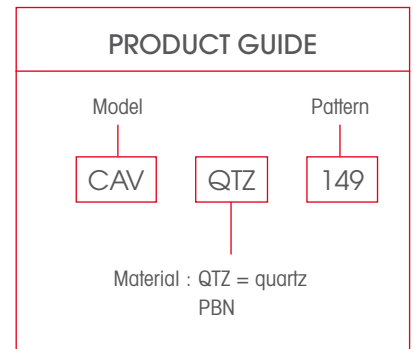 PRODUCT GUIDE
Model Pattern
CAV QTZ 149
Material : QTZ = quartz
PBN